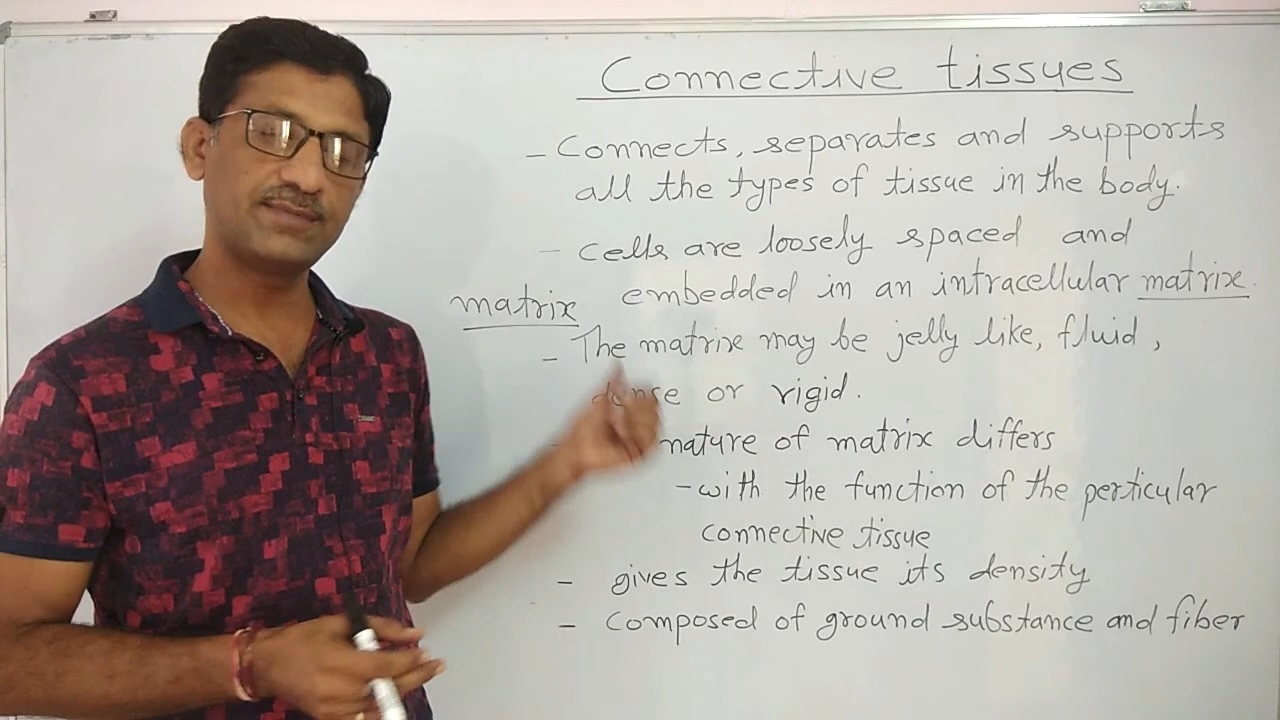 Connective tissues
- Connects, separates and supports
all the types of tissue in the body.
- cells are loosely spaced and
embedded in an intracellular matrix.
matrix
- The matrix may be jelly like, fluid,
dense or rigid.
nature of matrix differs
- with the function of the perticular
connective tissue
- gives the tissue its density
- composed of ground substance and fiber